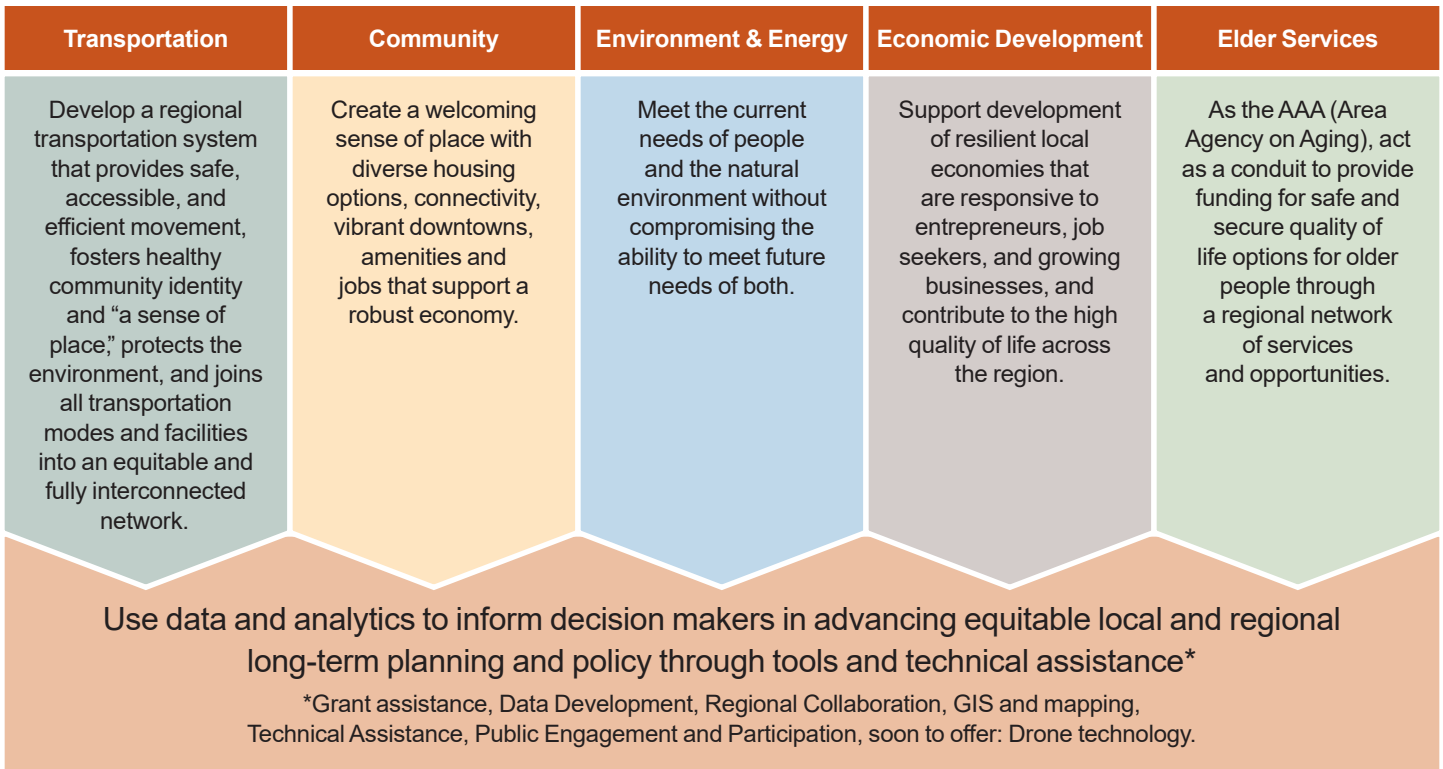 Transportation
Develop a regional
transportation system
that provides safe,
accessible, and
efficient movement,
fosters healthy
community identity
and “a sense of
place,” protects the
environment, and joins
all transportation
modes and facilities
into an equitable and
fully interconnected
network.
Community
Create a welcoming
sense of place with
diverse housing
options, connectivity,
vibrant downtowns,
amenities and
jobs that support a
robust economy.
Environment & Energy
Meet the current
needs of people
and the natural
environment without
compromising the
ability to meet future
needs of both.
Economic Development
Support development
of resilient local
economies that
are responsive to
entrepreneurs, job
seekers, and growing
businesses, and
contribute to the high
quality of life across
the region.
Elder Services
As the AAA (Area
Agency on Aging), act
as a conduit to provide
funding for safe and
secure quality of
life options for older
people through
a regional network
of services
and opportunities.
Use data and analytics to inform decision makers in advancing equitable local and regional
long-term planning and policy through tools and technical assistance*
*Grant assistance, Data Development, Regional Collaboration, GIS and mapping,
Technical Assistance, Public Engagement and Participation, soon to offer: Drone technology.